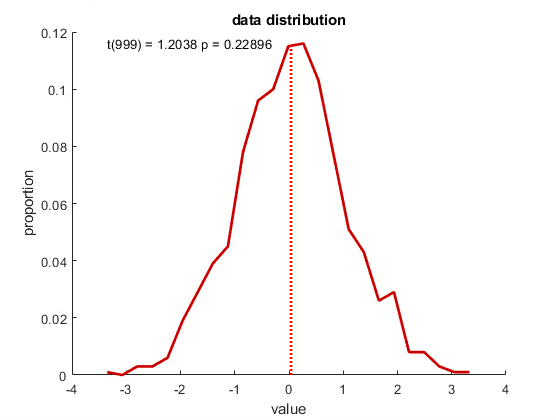 data distribution
t(999) = 1.2038 p = 0.22896
proportion
0.12
0.1
0.08
0.06
0.04
0.02
0
-4 -3 -2 -1 0 1 2 3 4
value